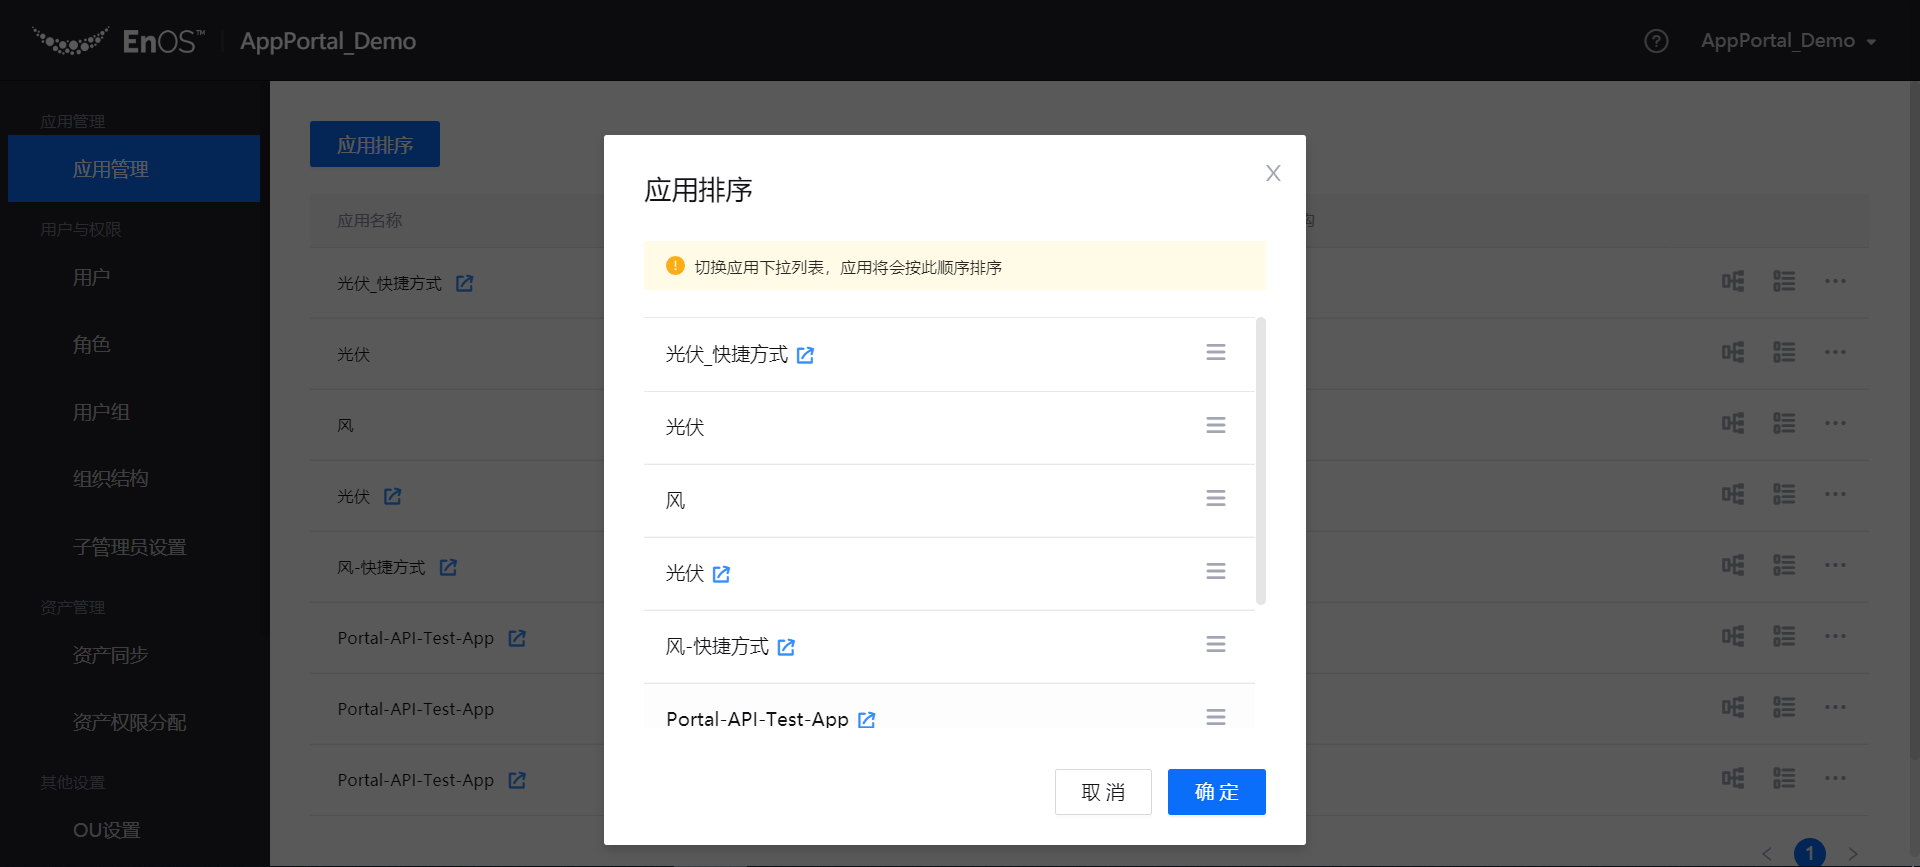 EnOS™ AppPortal_Demo
AppPortal_Demo
应用管理
应用管理
用户与权限
用户
角色
用户组
组织结构
子管理员设置
资产管理
资产同步
资产权限分配
其他设置
OU设置
应用排序
应用名称
光伏_快捷方式
光伏
风
光伏
风-快捷方式
Portal-API-Test-App
Portal-API-Test-App
Portal-API-Test-App
1
应用排序
X
切换应用下拉列表，应用将会按此顺序排序
光伏_快捷方式
光伏
风
光伏
风-快捷方式
Portal-API-Test-App
取 消
确 定